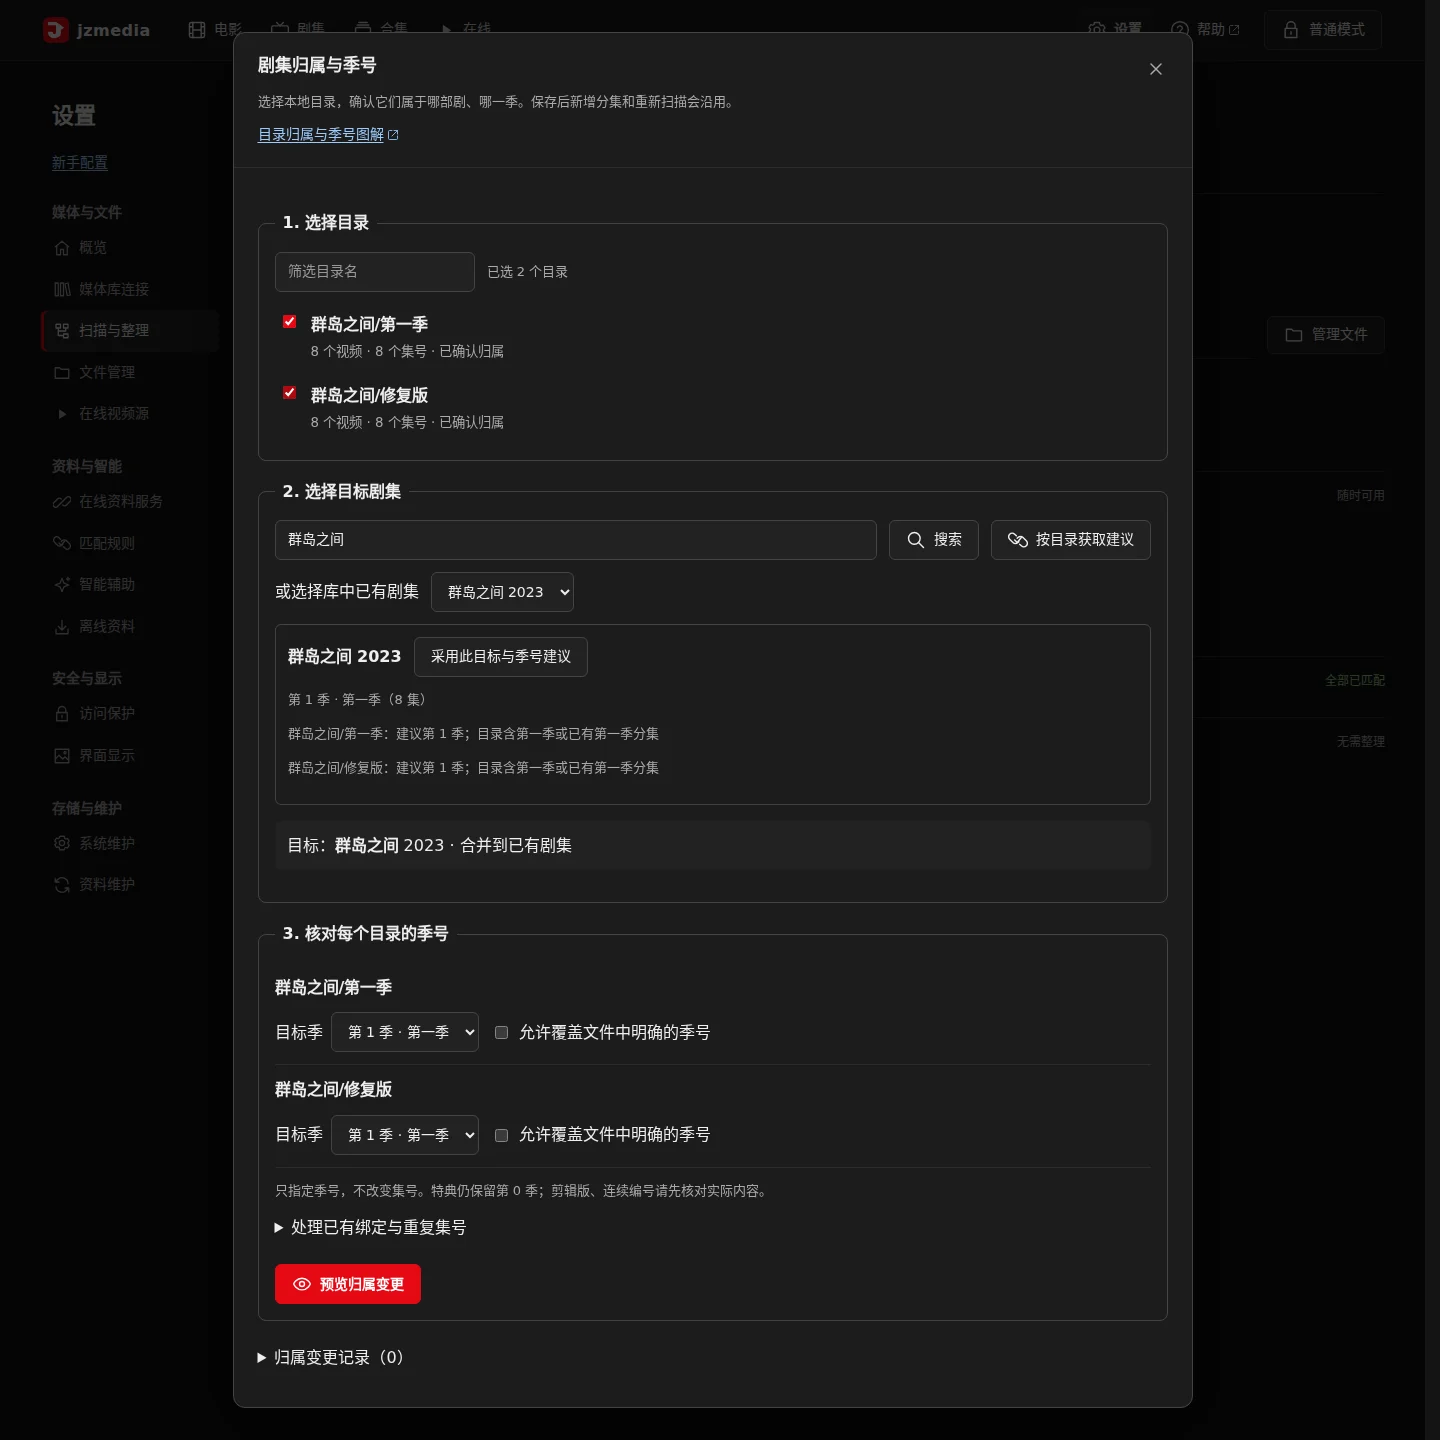 jzmedia
电影
剧集
合集
在线
设置
帮助
普通模式
设置
新手配置
媒体与文件
概览
媒体库连接
扫描与整理
文件管理
在线视频源
资料与智能
在线资料服务
匹配规则
智能辅助
离线资料
安全与显示
访问保护
界面显示
存储与维护
系统维护
资料维护
剧集归属与季号
选择本地目录，确认它们属于哪部剧、哪一季。保存后新增分集和重新扫描会沿用。
目录归属与季号图解
1. 选择目录
筛选目录名
已选 2 个目录
群岛之间/第一季
8 个视频 · 8 个集号 · 已确认归属
群岛之间/修复版
8 个视频 · 8 个集号 · 已确认归属
2. 选择目标剧集
群岛之间
搜索
按目录获取建议
或选择库中已有剧集
群岛之间 2023
群岛之间 2023
采用此目标与季号建议
第 1 季 · 第一季（8 集）
群岛之间/第一季：建议第 1 季；目录含第一季或已有第一季分集
群岛之间/修复版：建议第 1 季；目录含第一季或已有第一季分集
目标：群岛之间 2023 · 合并到已有剧集
3. 核对每个目录的季号
群岛之间/第一季
目标季
第 1 季 · 第一季
允许覆盖文件中明确的季号
群岛之间/修复版
目标季
第 1 季 · 第一季
允许覆盖文件中明确的季号
只指定季号，不改变集号。特典仍保留第 0 季；剪辑版、连续编号请先核对实际内容。
处理已有绑定与重复集号
预览归属变更
归属变更记录（0）
管理文件
随时可用
全部已匹配
无需整理